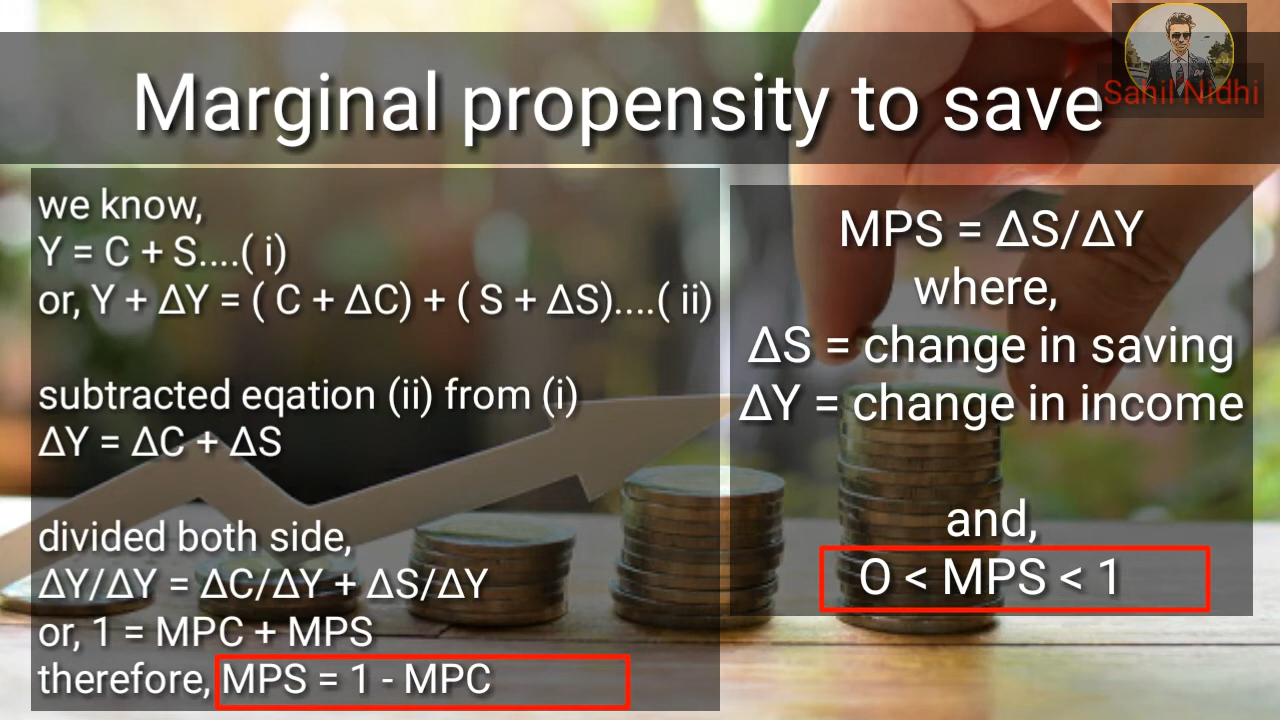 Marginal propensity to save
Sahil Nidhi
we know,
Y = C + S....( i)
or, Y + ΔY = ( C + ΔC) + ( S + ΔS)....( ii)
subtracted eqation (ii) from (i)
ΔY = ΔC + ΔS
divided both side,
ΔY/ΔY = ΔC/ΔY + ΔS/ΔY
or, 1 = MPC + MPS
therefore, MPS = 1 - MPC
MPS = ΔS/ΔY
where,
ΔS = change in saving
ΔY = change in income
and,
O < MPS < 1